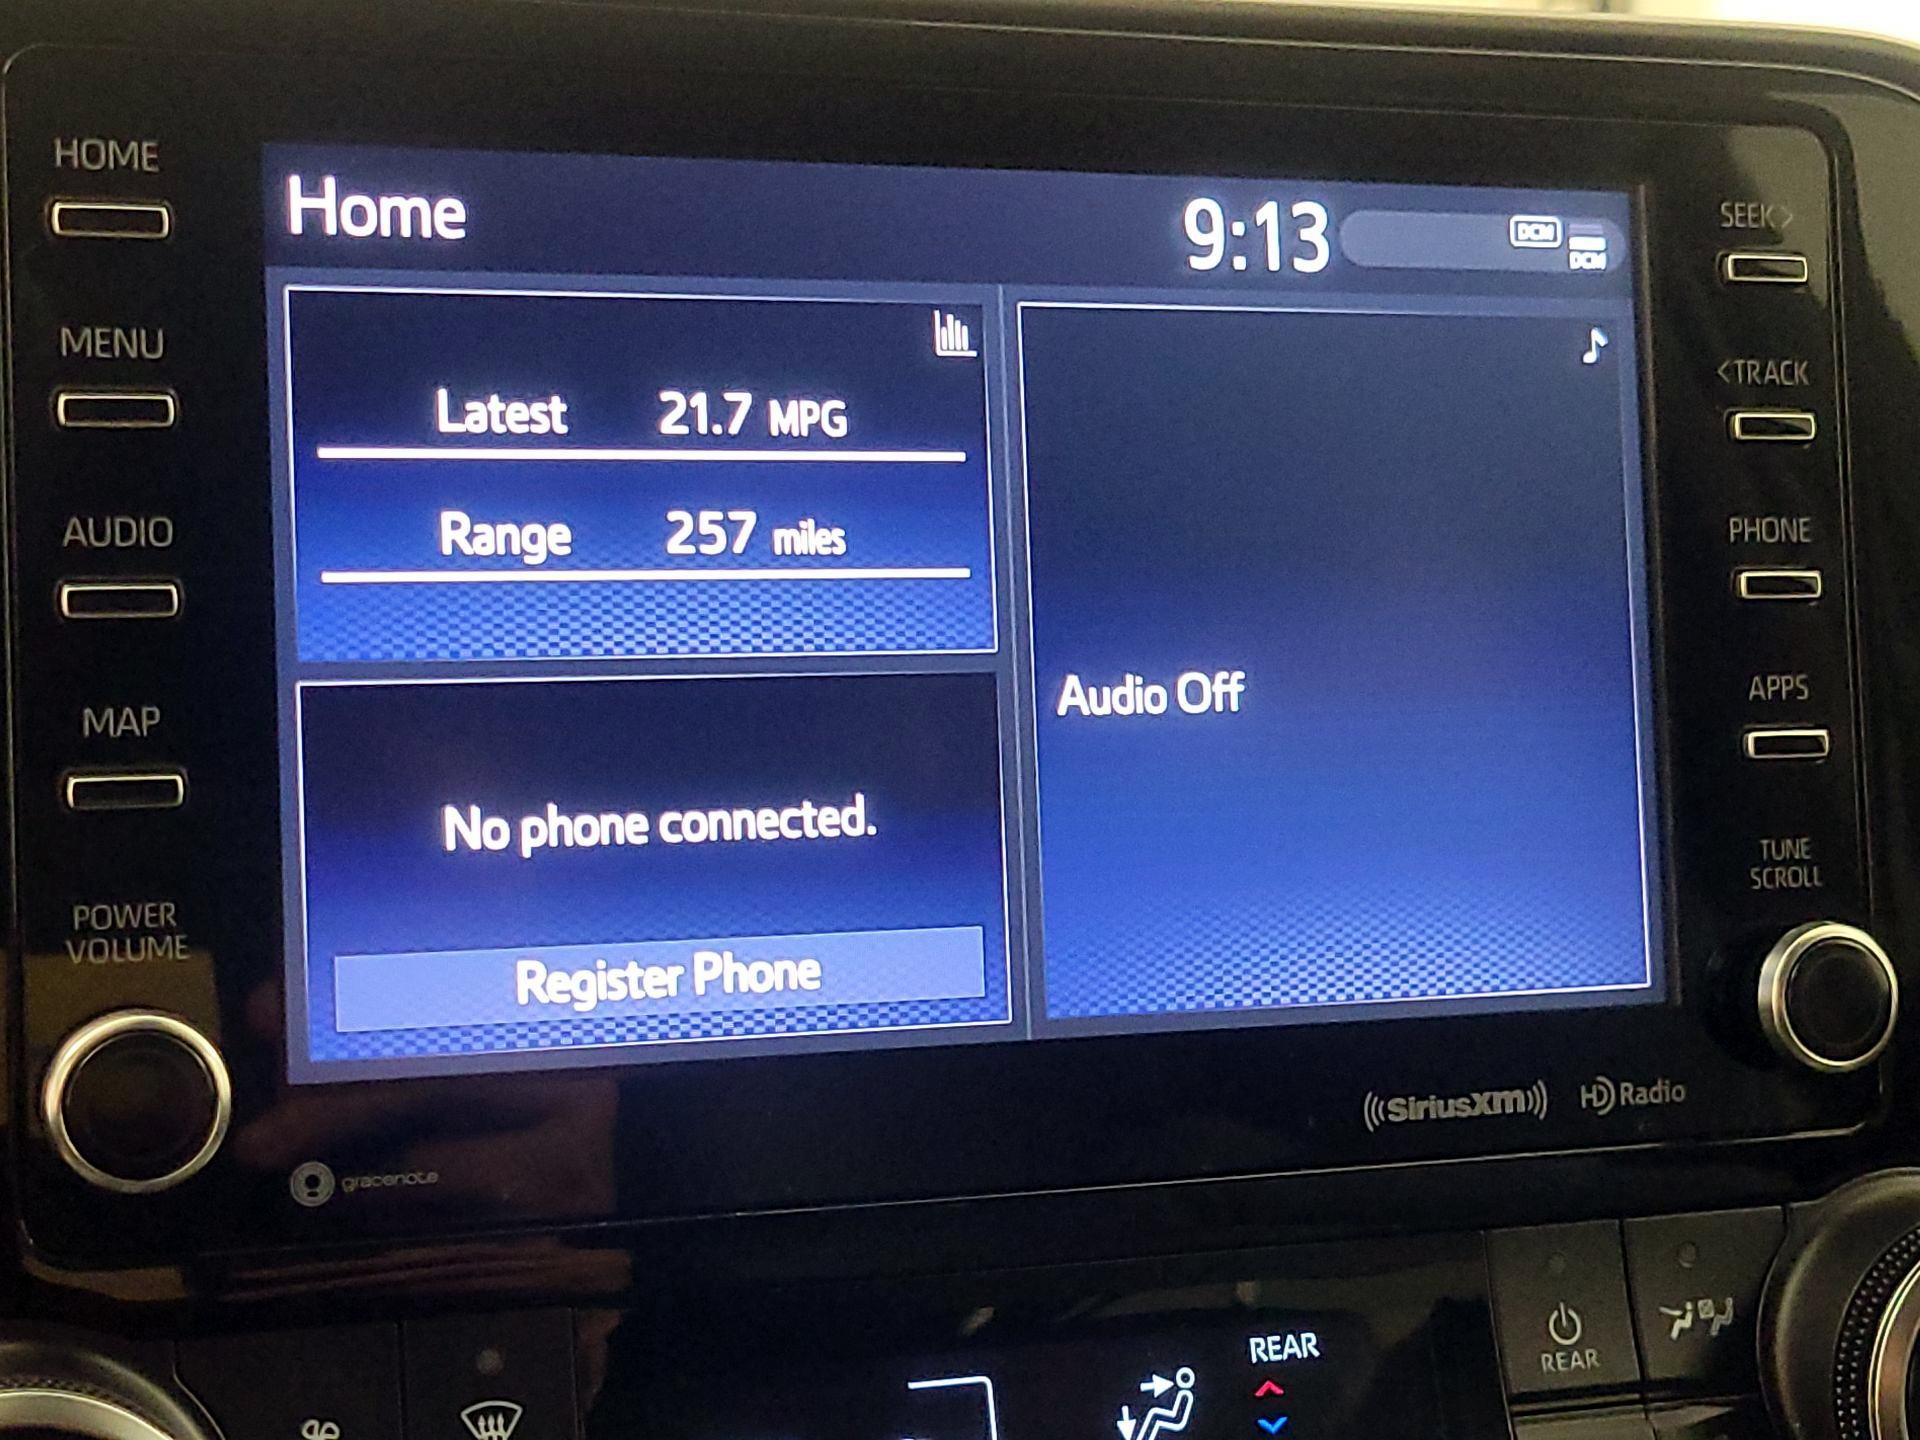 HOME
MENU
AUDIO
MAP
POWER
VOLUME
Home
9:13
DCM
DCM
Latest 21.7 MPG
Range 257 miles
No phone connected.
Register Phone
Audio Off
SEEK>
<TRACK
PHONE
APPS
TUNE
SCROLL
gracenote
((SiriusXM))
HD Radio
REAR
REAR